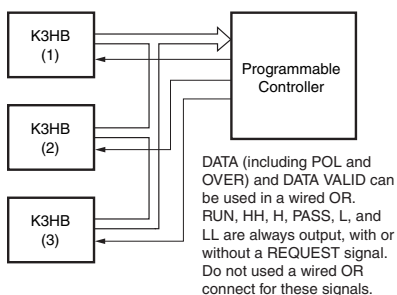 K3HB
(1)
Programmable
Controller
K3HB
(2)
K3HB
(3)
DATA (including POL and
OVER) and DATA VALID can
be used in a wired OR.
RUN, HH, H, PASS, L, and
LL are always output, with or
without a REQUEST signal.
Do not used a wired OR
connect for these signals.